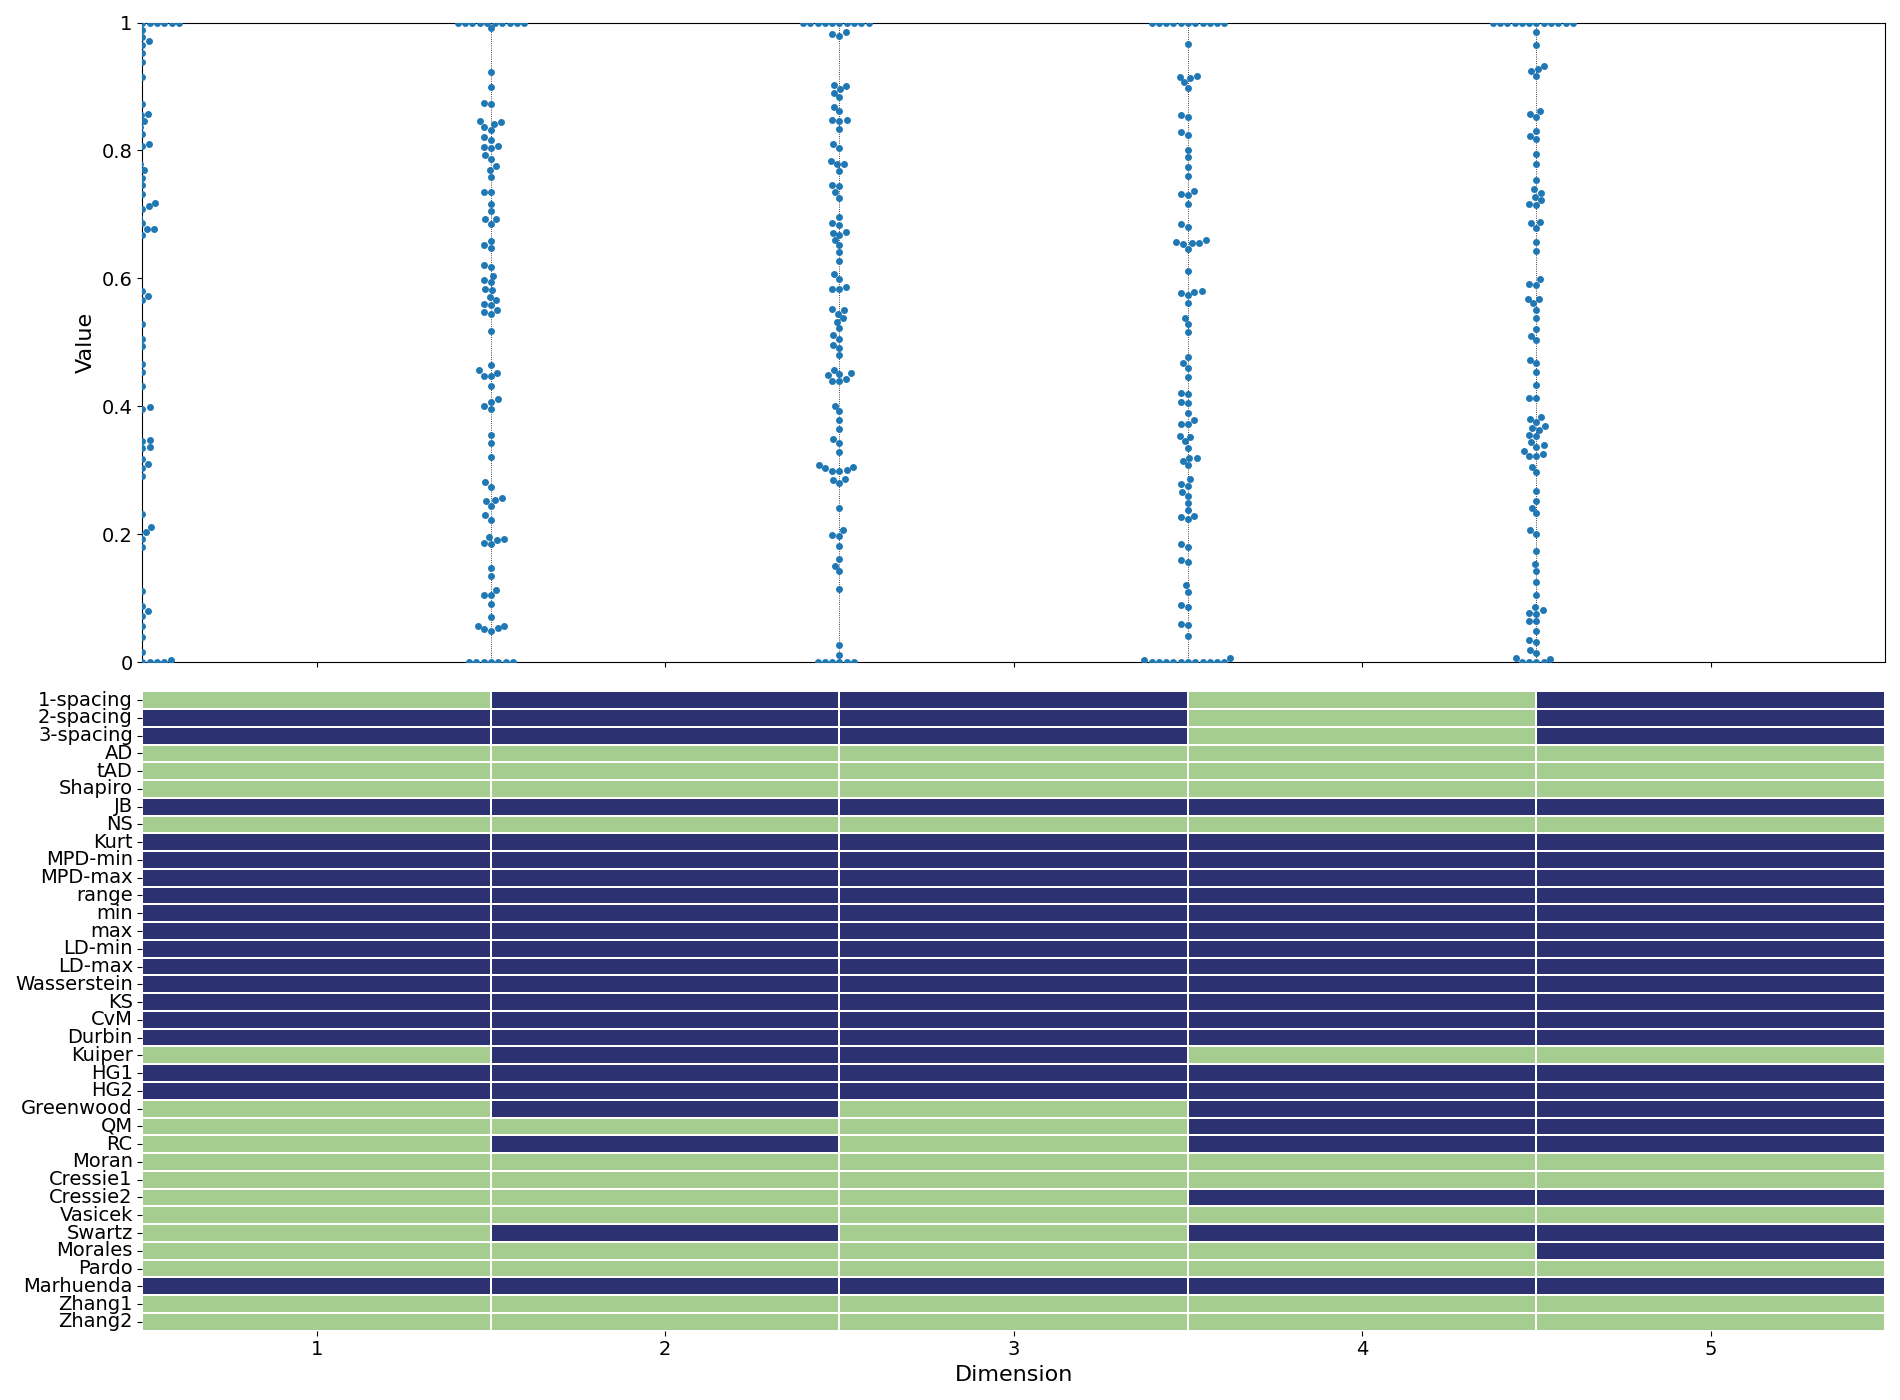 1
0.8
0.6
0.4
0.2
0
Value
1-spacing
2-spacing
3-spacing
AD
tAD
Shapiro
JB
NS
Kurt
MPD-min
MPD-max
range
min
max
LD-min
LD-max
Wasserstein
KS
CvM
Durbin
Kuiper
HG1
HG2
Greenwood
QM
RC
Moran
Cressie1
Cressie2
Vasicek
Swartz
Morales
Pardo
Marhuenda
Zhang1
Zhang2
1 2 3 4 5
Dimension